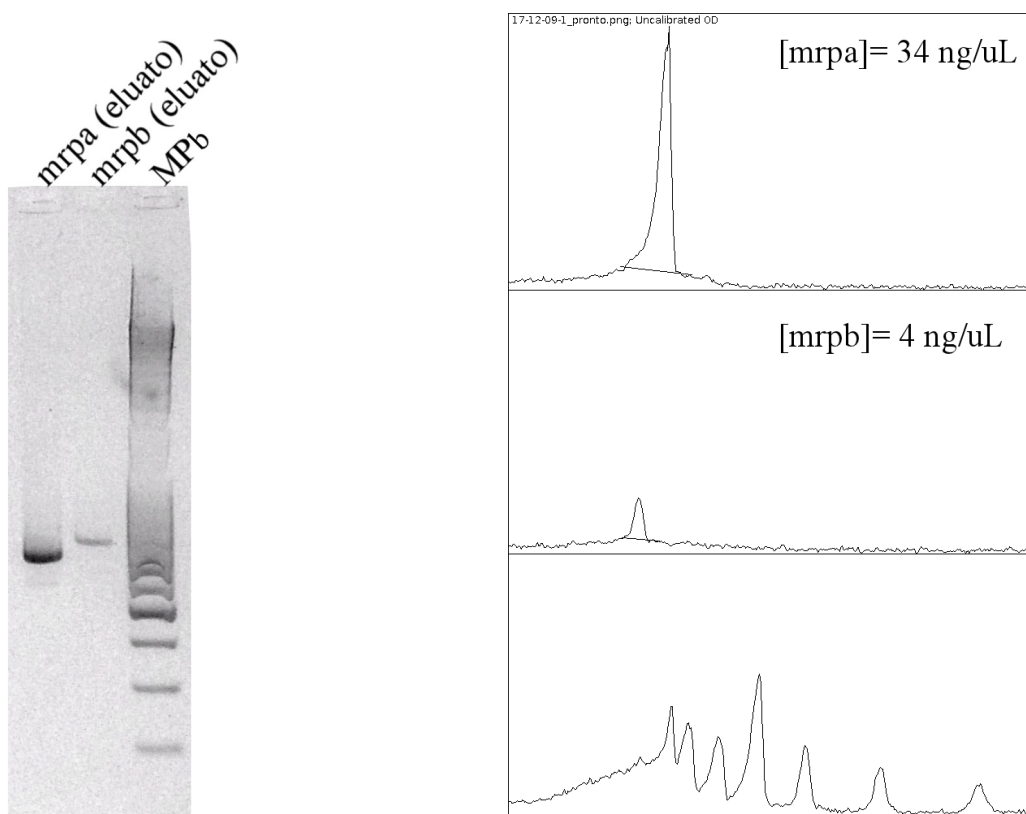 mrpa (eluato)
mrpb (eluato)
MPb
17-12-09-1_pronto.png; Uncalibrated OD
[mrpa]= 34 ng/uL
[mrpb]= 4 ng/uL